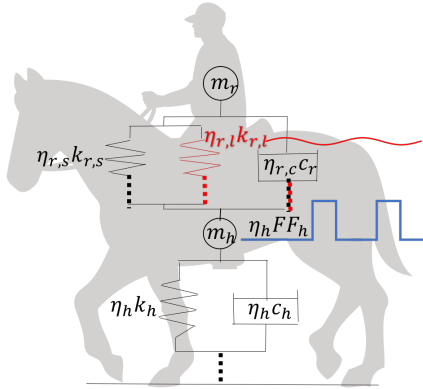 m_r
η_{r,l}k_{r,l}
η_{r,s}k_{r,s}
η_{r,c}c_r
m_h
η_hFF_h
η_hk_h
η_hc_h